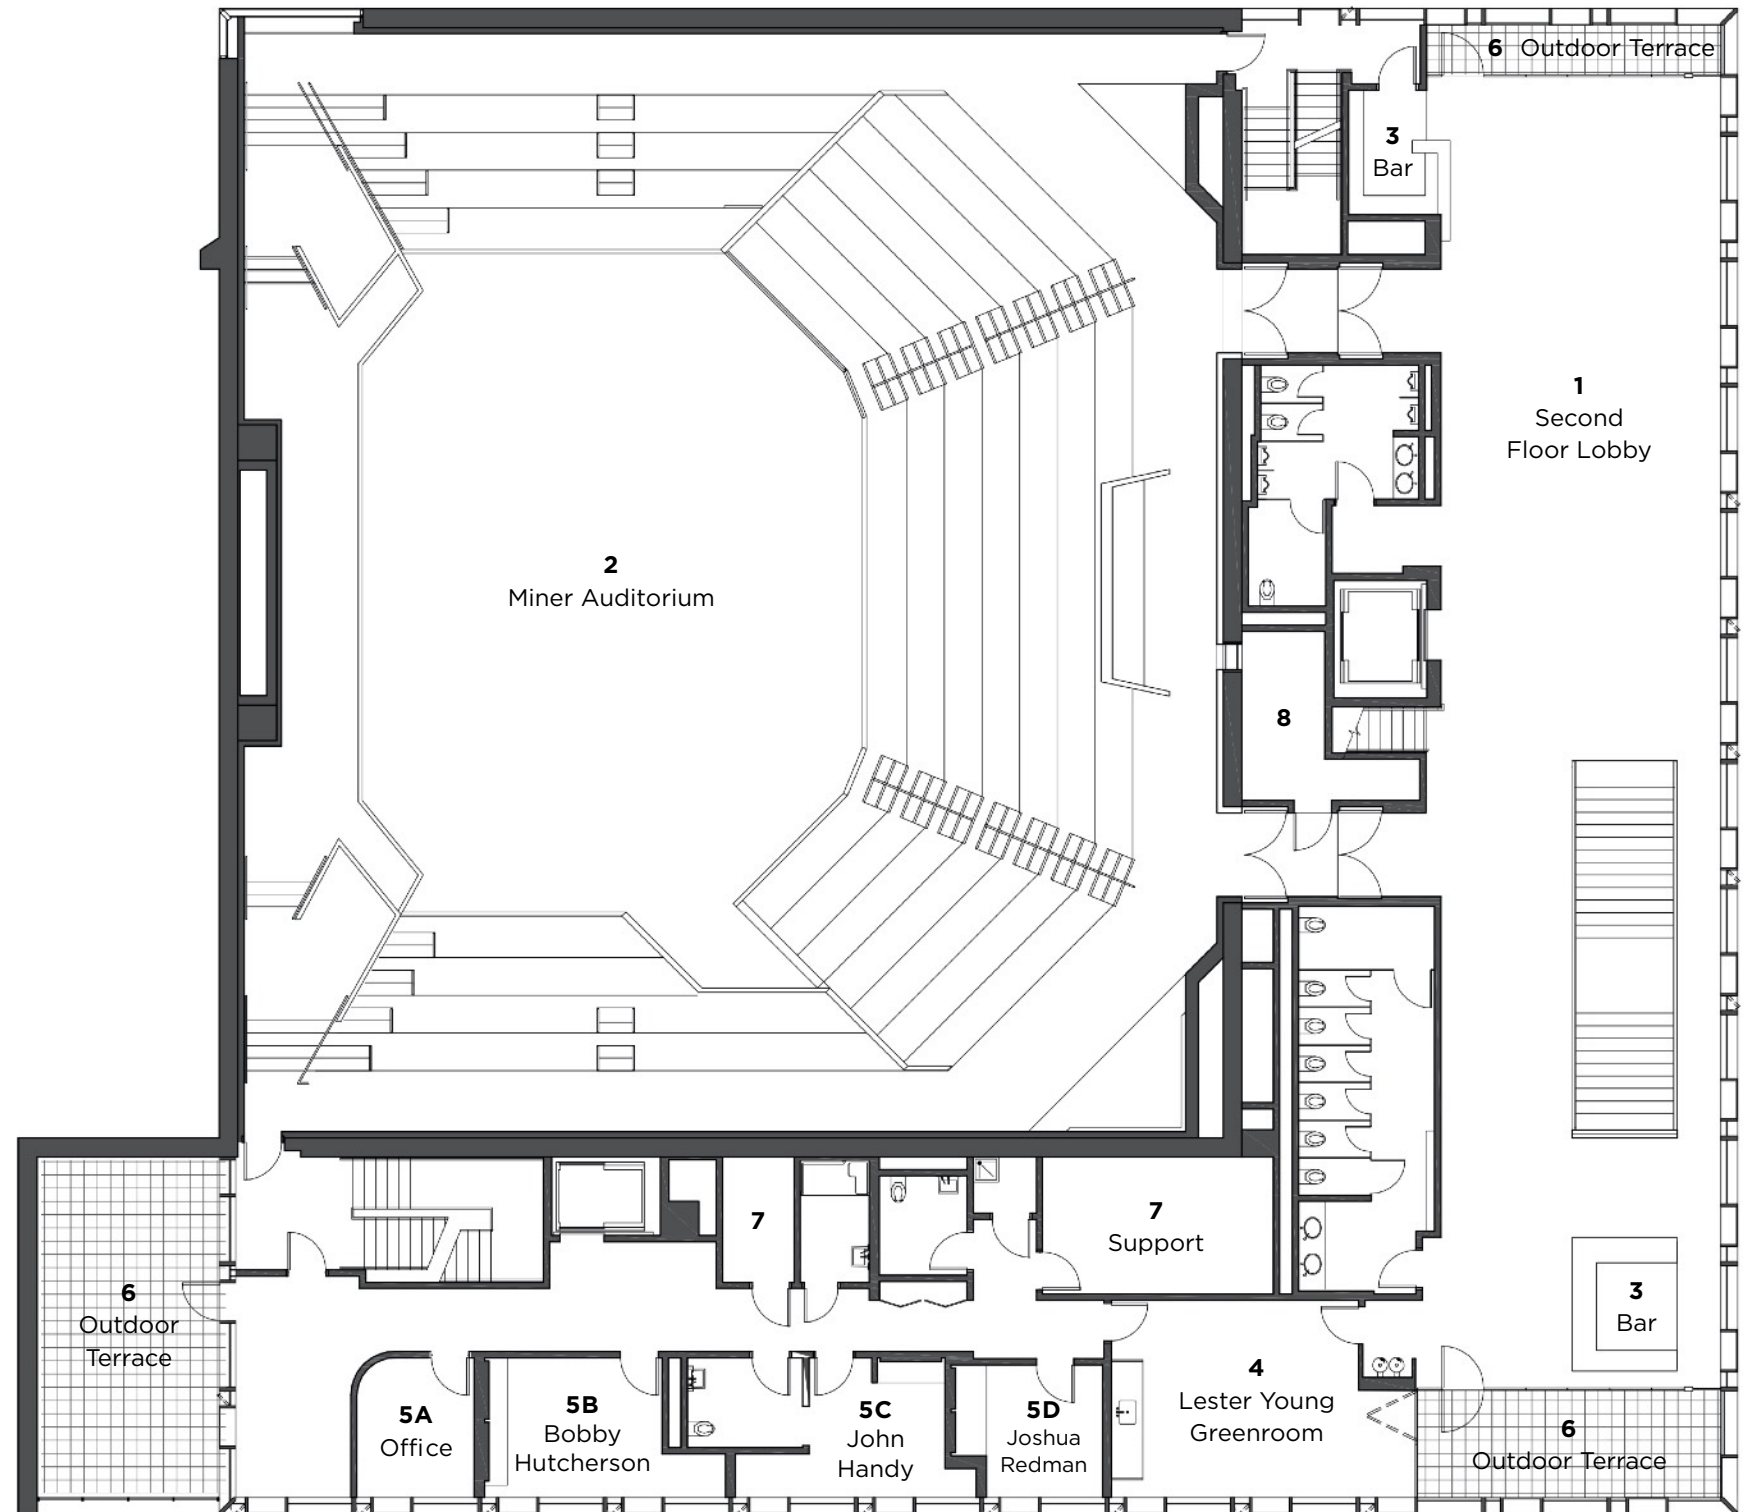 6 Outdoor Terrace
3
Bar
1
Second
Floor Lobby
2
Miner Auditorium
8
7
7
Support
6
Outdoor
Terrace
3
Bar
5A
Office
5B
Bobby
Hutcherson
5C
John
Handy
5D
Joshua
Redman
4
Lester Young
Greenroom
6
Outdoor Terrace